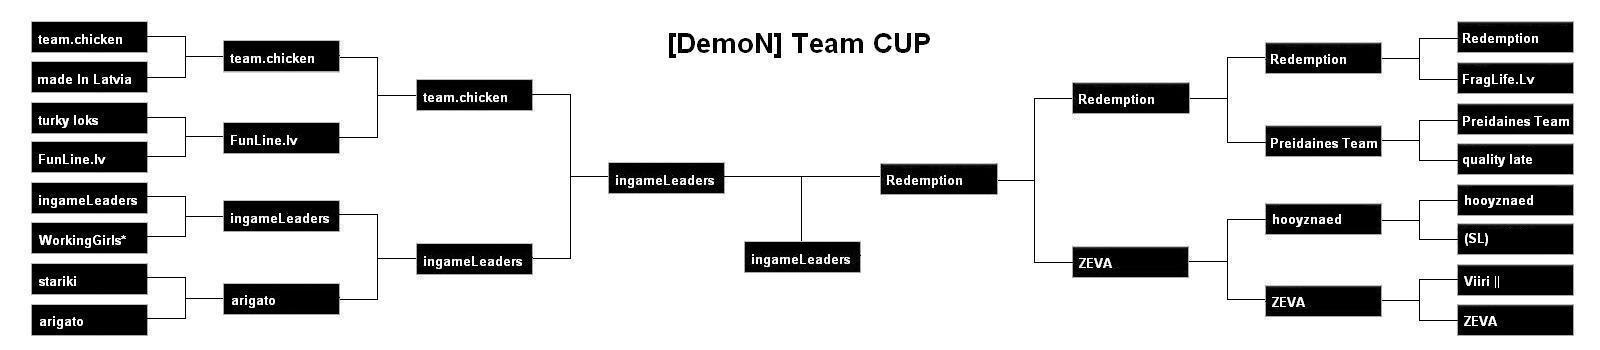 [DemoN] Team CUP
team.chicken
made In Latvia
turky loks
FunLine.lv
ingameLeaders
WorkingGirls*
stariki
arigato
team.chicken
FunLine.lv
ingameLeaders
arigato
team.chicken
ingameLeaders
ingameLeaders
ingameLeaders
Redemption
Redemption
ZEVA
Redemption
Preidaines Team
hooyznaed
ZEVA
Redemption
FragLife.Lv
Preidaines Team
quality late
hooyznaed
(SL)
Viiri ||
ZEVA